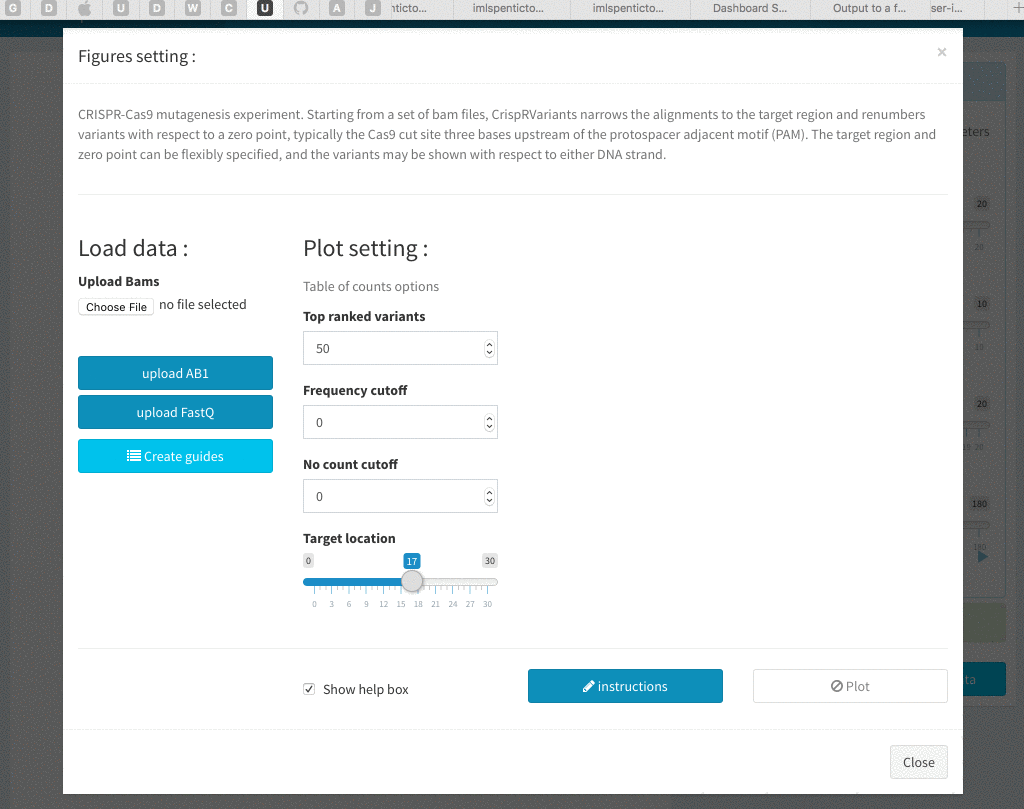 G D U D W C U A J nticto... imlspenticto... imlspenticto... Dashboard S... Output to a f... ser-i... +
Figures setting :
×
CRISPR-Cas9 mutagenesis experiment. Starting from a set of bam files, CrispRVariants narrows the alignments to the target region and renumbers
variants with respect to a zero point, typically the Cas9 cut site three bases upstream of the protospacer adjacent motif (PAM). The target region and
zero point can be flexibly specified, and the variants may be shown with respect to either DNA strand.
Load data :
Upload Bams
Choose File no file selected
upload AB1
upload FastQ
Create guides
Plot setting :
Table of counts options
Top ranked variants
50
Frequency cutoff
0
No count cutoff
0
Target location
0 17 30
0 3 6 9 12 15 18 21 24 27 30
Show help box
instructions
Plot
Close
eters
20
20
10
20
180
180
ta